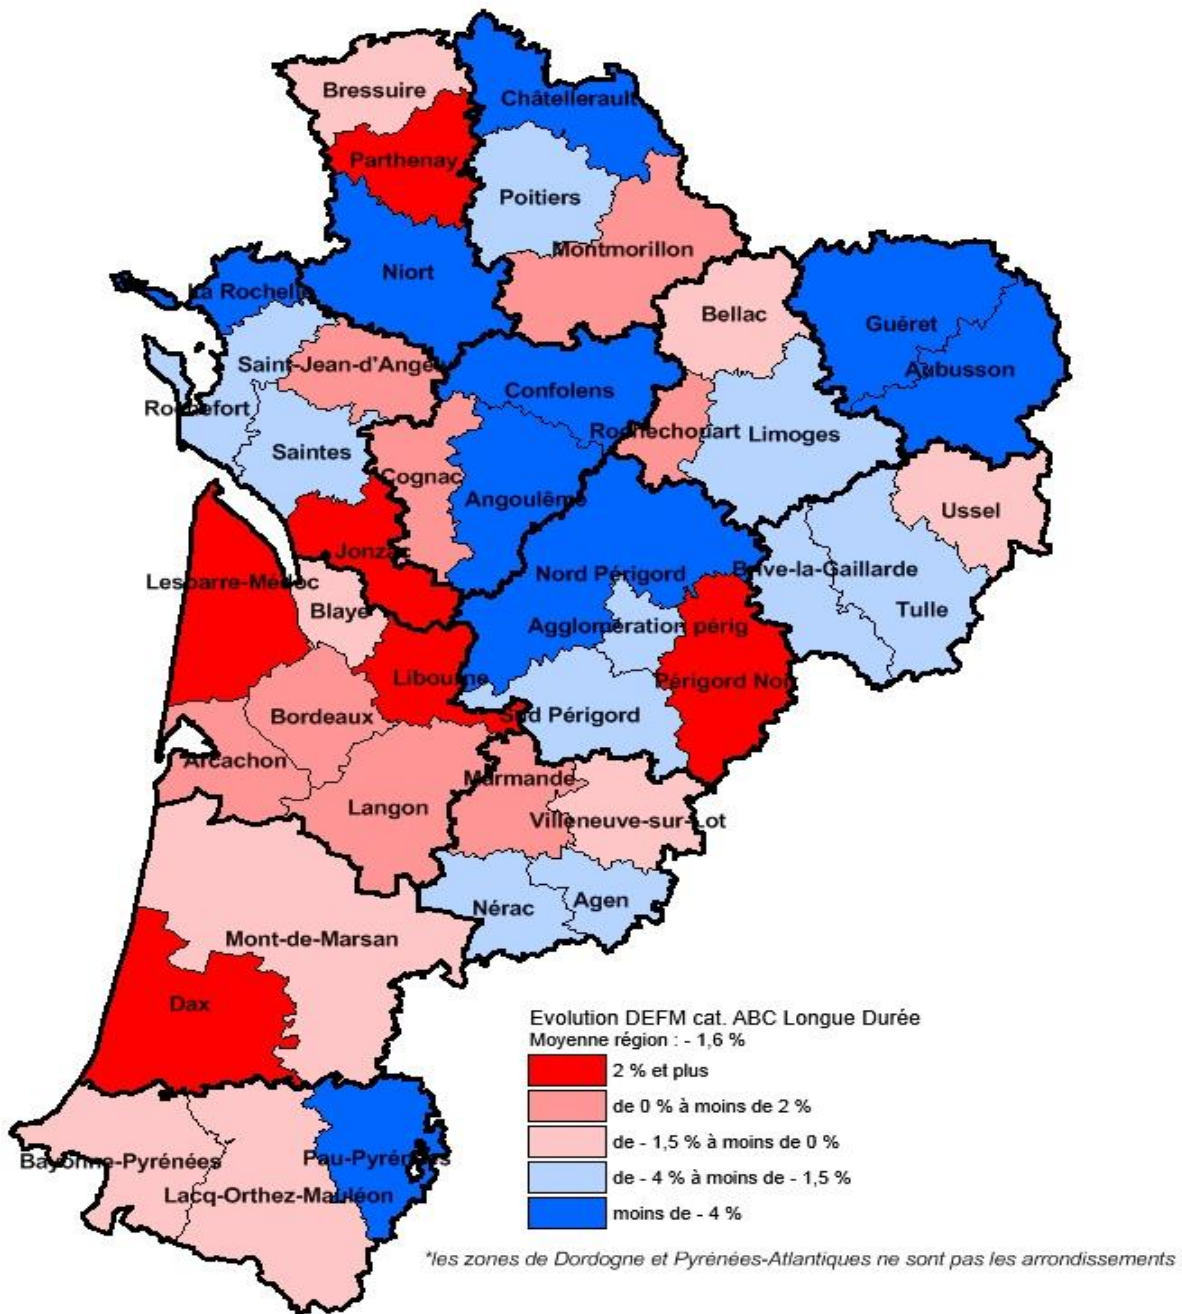 Bressuire
Châtellerault
Parthenay
Poitiers
Montmorillon
Niort
La Rochelle
Bellac
Guéret
Aubusson
Saint-Jean-d'Angely
Confolens
Rochefort
Rochechouart
Limoges
Saintes
Cognac
Angoulême
Ussel
Jonzac
Lesparre-Médoc
Nord Périgord
Brive-la-Gaillarde
Blaye
Tulle
Agglomération périg
Libourne
Périgord Noir
Bordeaux
Sud Périgord
Arcachon
Marmande
Langon
Villeneuve-sur-Lot
Nérac
Agen
Mont-de-Marsan
Dax
Evolution DEFM cat. ABC Longue Durée
Moyenne région : - 1,6 %
2 % et plus
de 0 % à moins de 2 %
de - 1,5 % à moins de 0 %
de - 4 % à moins de - 1,5 %
moins de - 4 %
Bayonne-Pyrénées
Pau-Pyrénées
Lacq-Orthez-Mauléon
*les zones de Dordogne et Pyrénées-Atlantiques ne sont pas les arrondissements